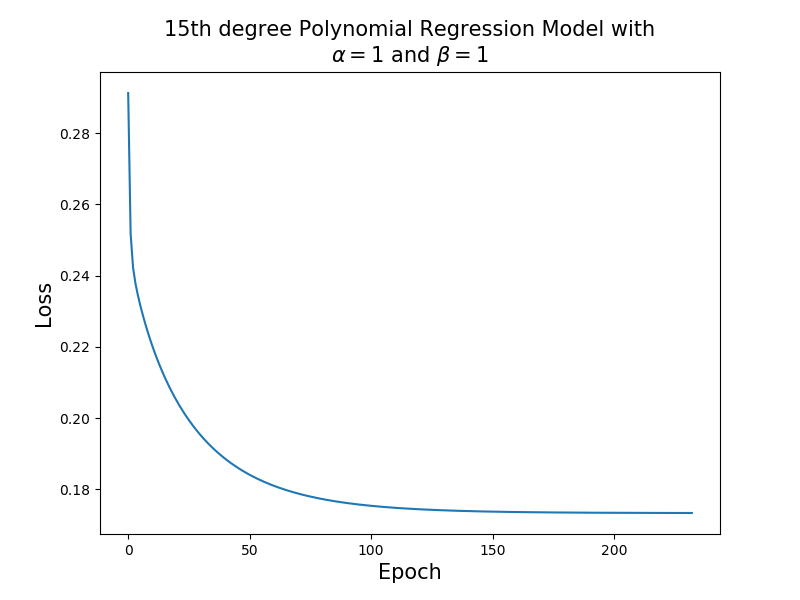 15th degree Polynomial Regression Model with
α = 1 and β = 1
0.28
0.26
0.24
0.22
0.20
0.18
Loss
0
50
100
150
200
Epoch